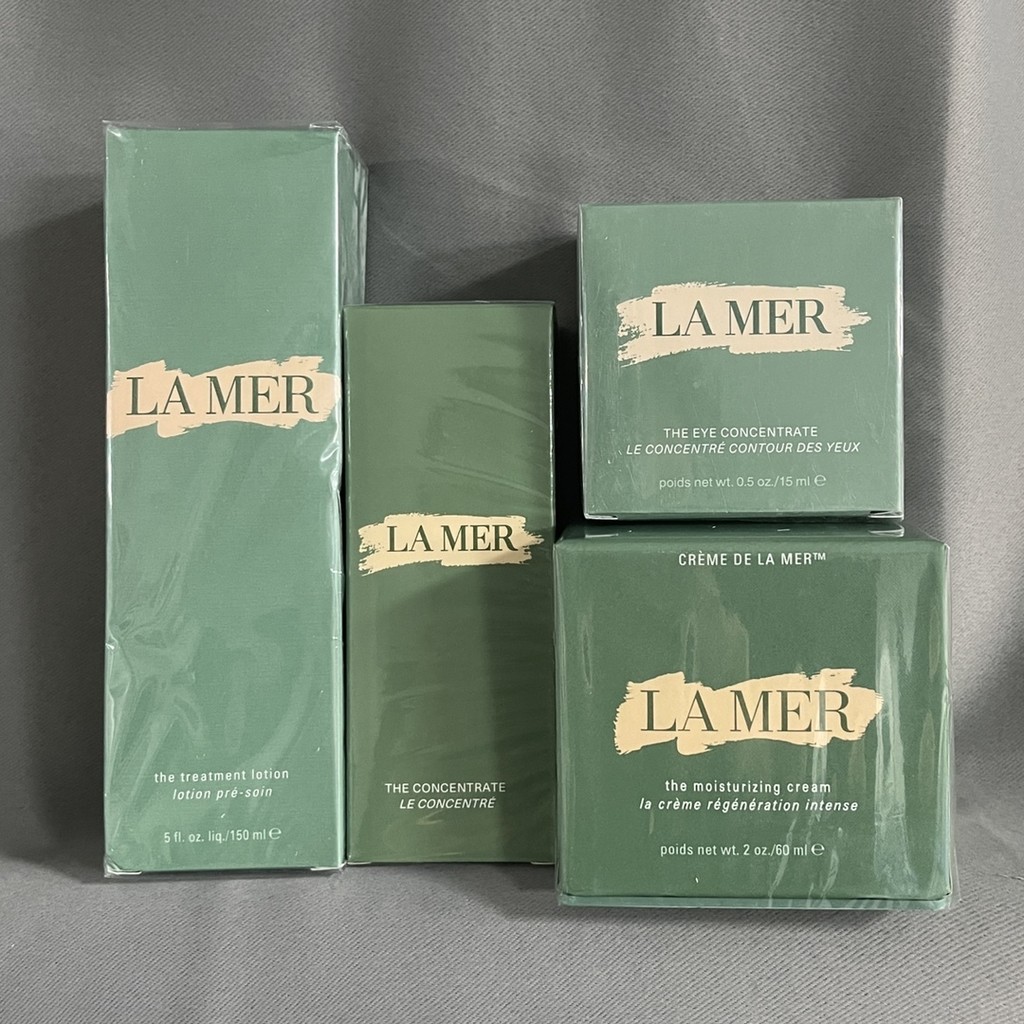 LA MER
the treatment lotion
lotion pré-soin
5 fl. oz. liq./150 ml ℮
LA MER
THE CONCENTRATE
LE CONCENTRÉ
LA MER
THE EYE CONCENTRATE
LE CONCENTRÉ CONTOUR DES YEUX
poids net wt. 0.5 oz./15 ml ℮
CRÈME DE LA MER™
LA MER
the moisturizing cream
la crème régénération intense
poids net wt. 2 oz./60 ml ℮